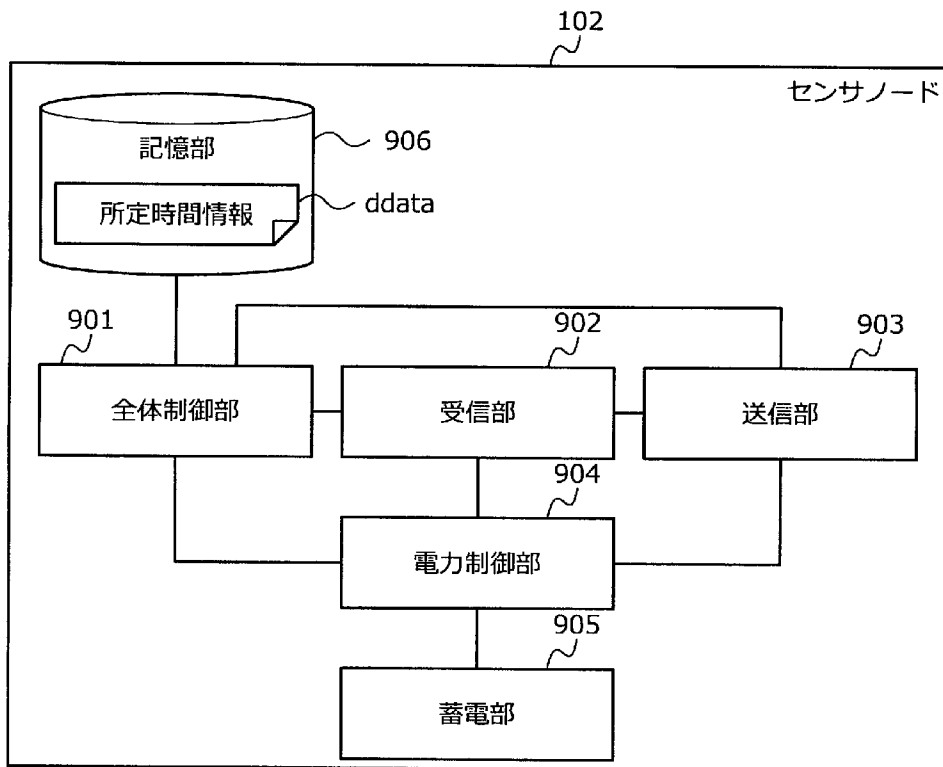 102
センサノード
記憶部
906
所定時間情報
ddata
901
902
903
全体制御部
受信部
送信部
904
電力制御部
905
蓄電部